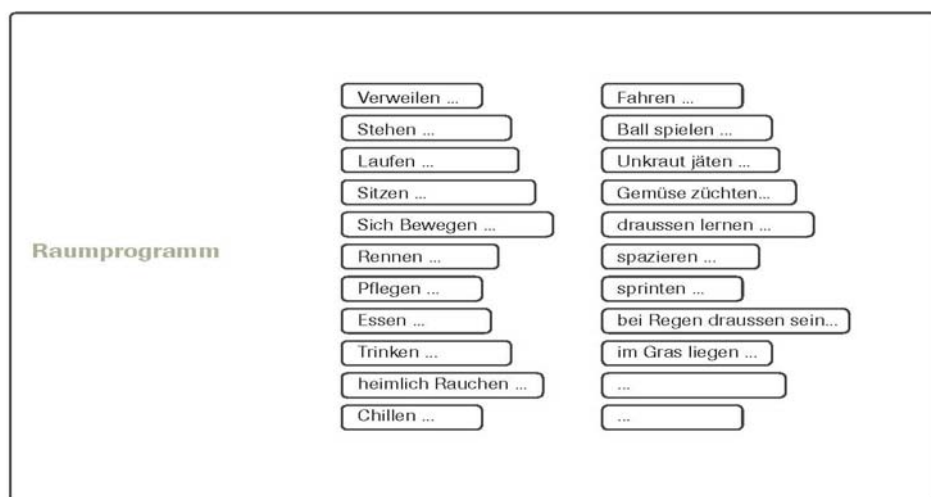 Raumprogramm
Verweilen ...
Stehen ...
Laufen ...
Sitzen ...
Sich Bewegen ...
Rennen ...
Pflegen ...
Essen ...
Trinken ...
heimlich Rauchen ...
Chillen ...
Fahren ...
Ball spielen ...
Unkraut jäten ...
Gemüse züchten...
draussen lernen ...
spazieren ...
sprinten ...
bei Regen draussen sein...
im Gras liegen ...
...
...